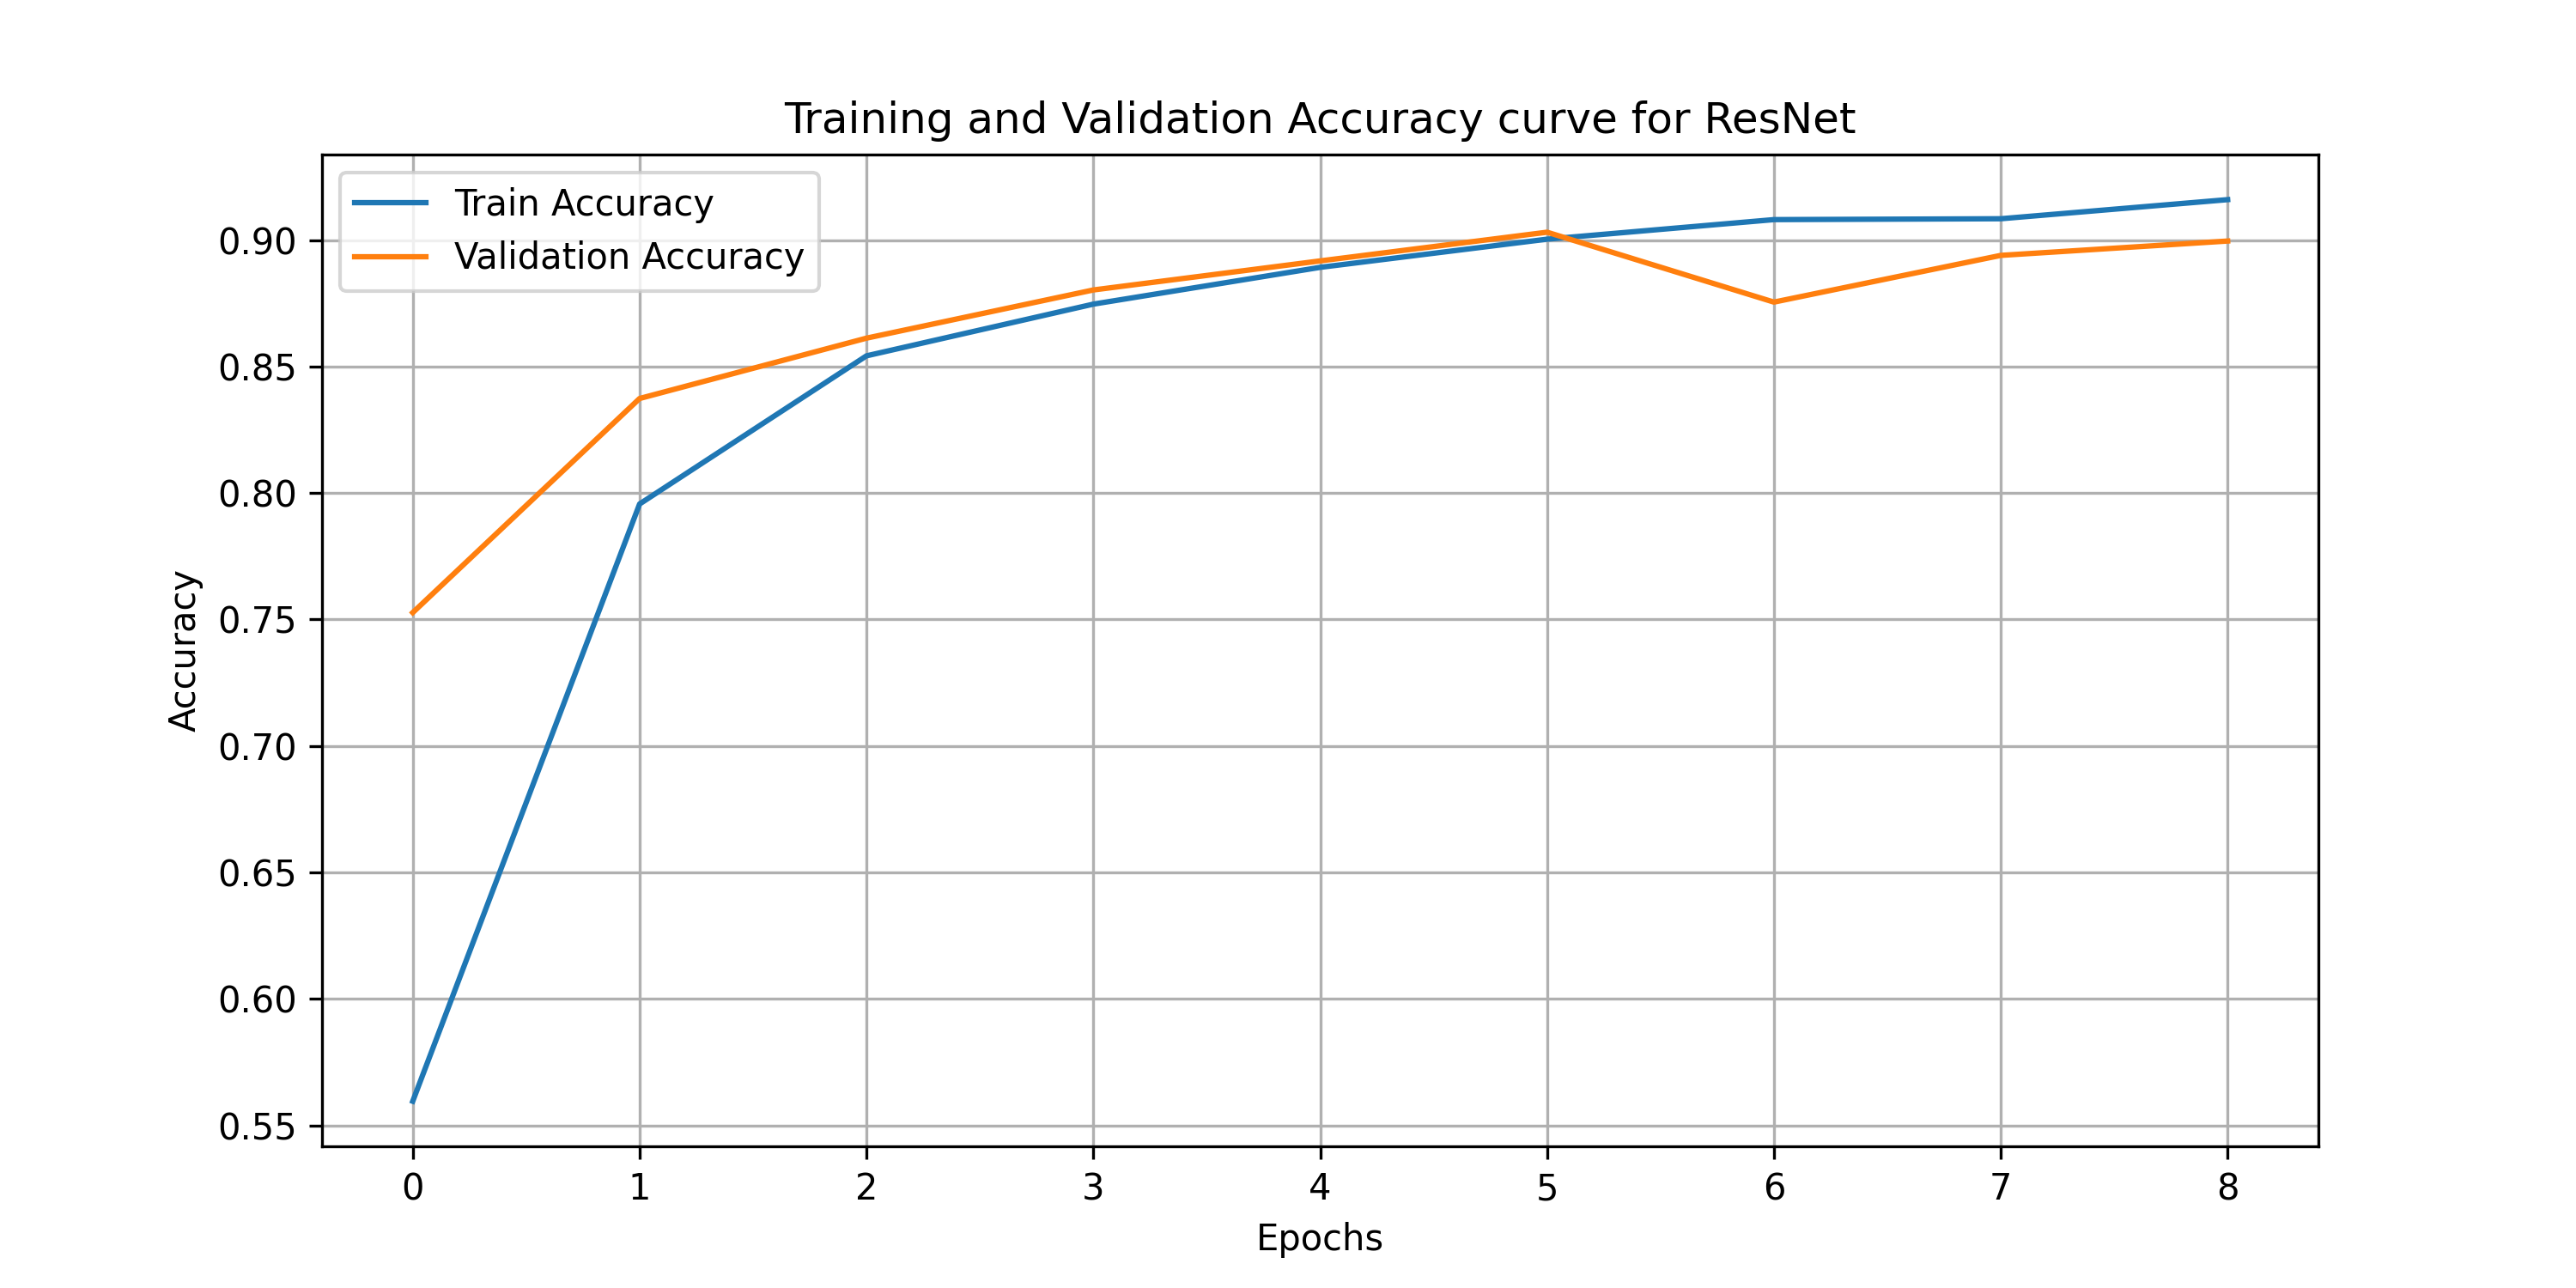 Training and Validation Accuracy curve for ResNet
Train Accuracy
Validation Accuracy
0.90
0.85
0.80
0.75
0.70
0.65
0.60
0.55
Accuracy
0 1 2 3 4 5 6 7 8
Epochs